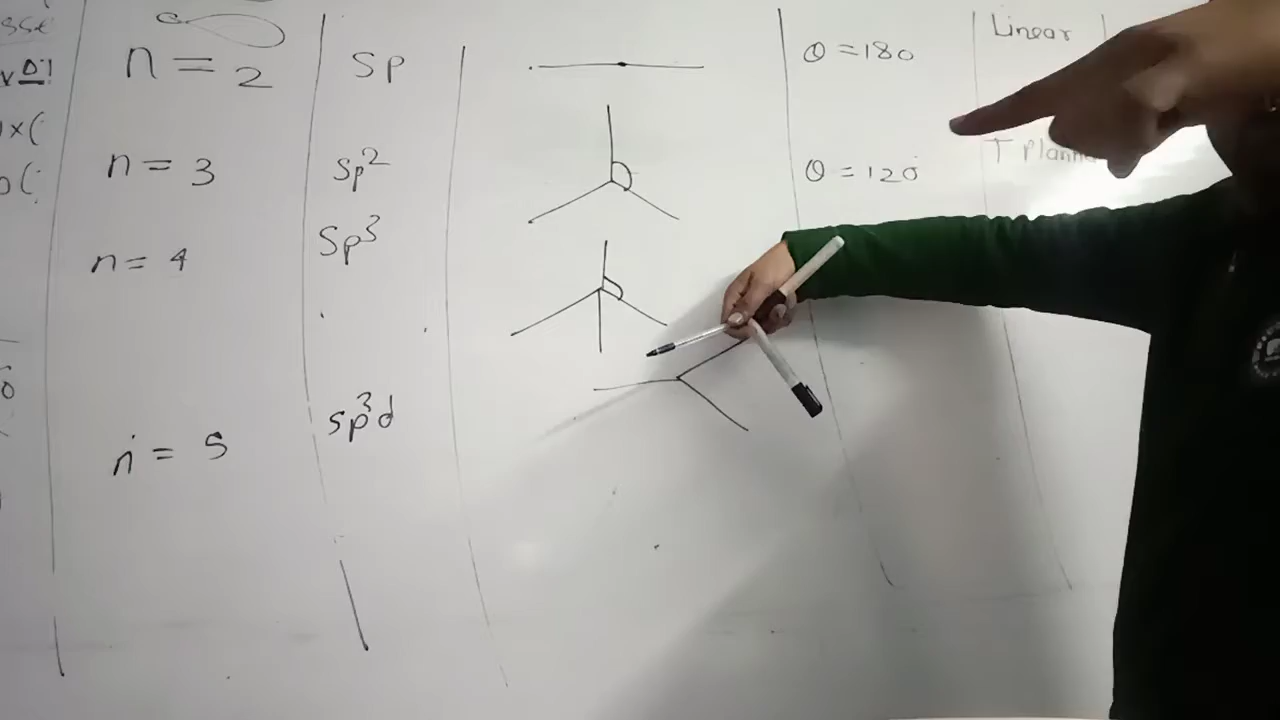 n = 2 sp θ = 180 Linear
n = 3 sp² θ = 120° T
n = 4 sp³
n = 5 sp³d